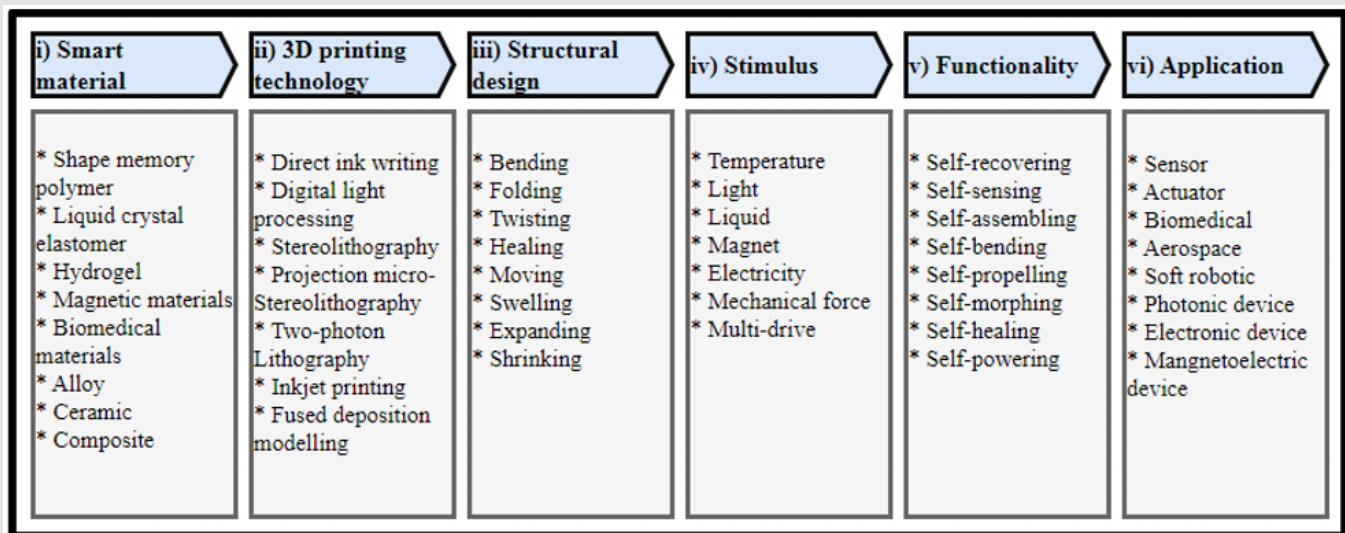 i) Smart
material
* Shape memory
polymer
* Liquid crystal
elastomer
* Hydrogel
* Magnetic materials
* Biomedical
materials
* Alloy
* Ceramic
* Composite
ii) 3D printing
technology
* Direct ink writing
* Digital light
processing
* Stereolithography
* Projection micro-
Stereolithography
* Two-photon
Lithography
* Inkjet printing
* Fused deposition
modelling
iii) Structural
design
* Bending
* Folding
* Twisting
* Healing
* Moving
* Swelling
* Expanding
* Shrinking
iv) Stimulus
* Temperature
* Light
* Liquid
* Magnet
* Electricity
* Mechanical force
* Multi-drive
v) Functionality
* Self-recovering
* Self-sensing
* Self-assembling
* Self-bending
* Self-propelling
* Self-morphing
* Self-healing
* Self-powering
vi) Application
* Sensor
* Actuator
* Biomedical
* Aerospace
* Soft robotic
* Photonic device
* Electronic device
* Mangnetoelectric
device